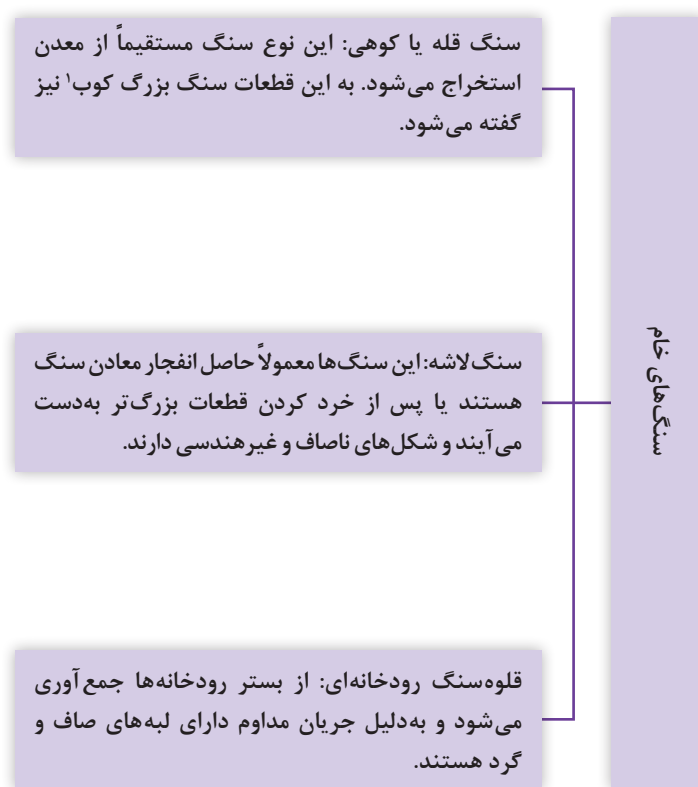 سنگ‌های خام
سنگ قله یا کوهی: این نوع سنگ مستقیماً از معدن
استخراج می‌شود. به این قطعات سنگ بزرگ کوب۱ نیز
گفته می‌شود.
سنگ‌لاشه: این سنگ‌ها معمولاً حاصل انفجار معادن سنگ
هستند یا پس از خرد کردن قطعات بزرگ‌تر به‌دست
می‌آیند و شکل‌های ناصاف و غیرهندسی دارند.
قلوه‌سنگ رودخانه‌ای: از بستر رودخانه‌ها جمع‌آوری
می‌شود و به‌دلیل جریان مداوم دارای لبه‌های صاف و
گرد هستند.